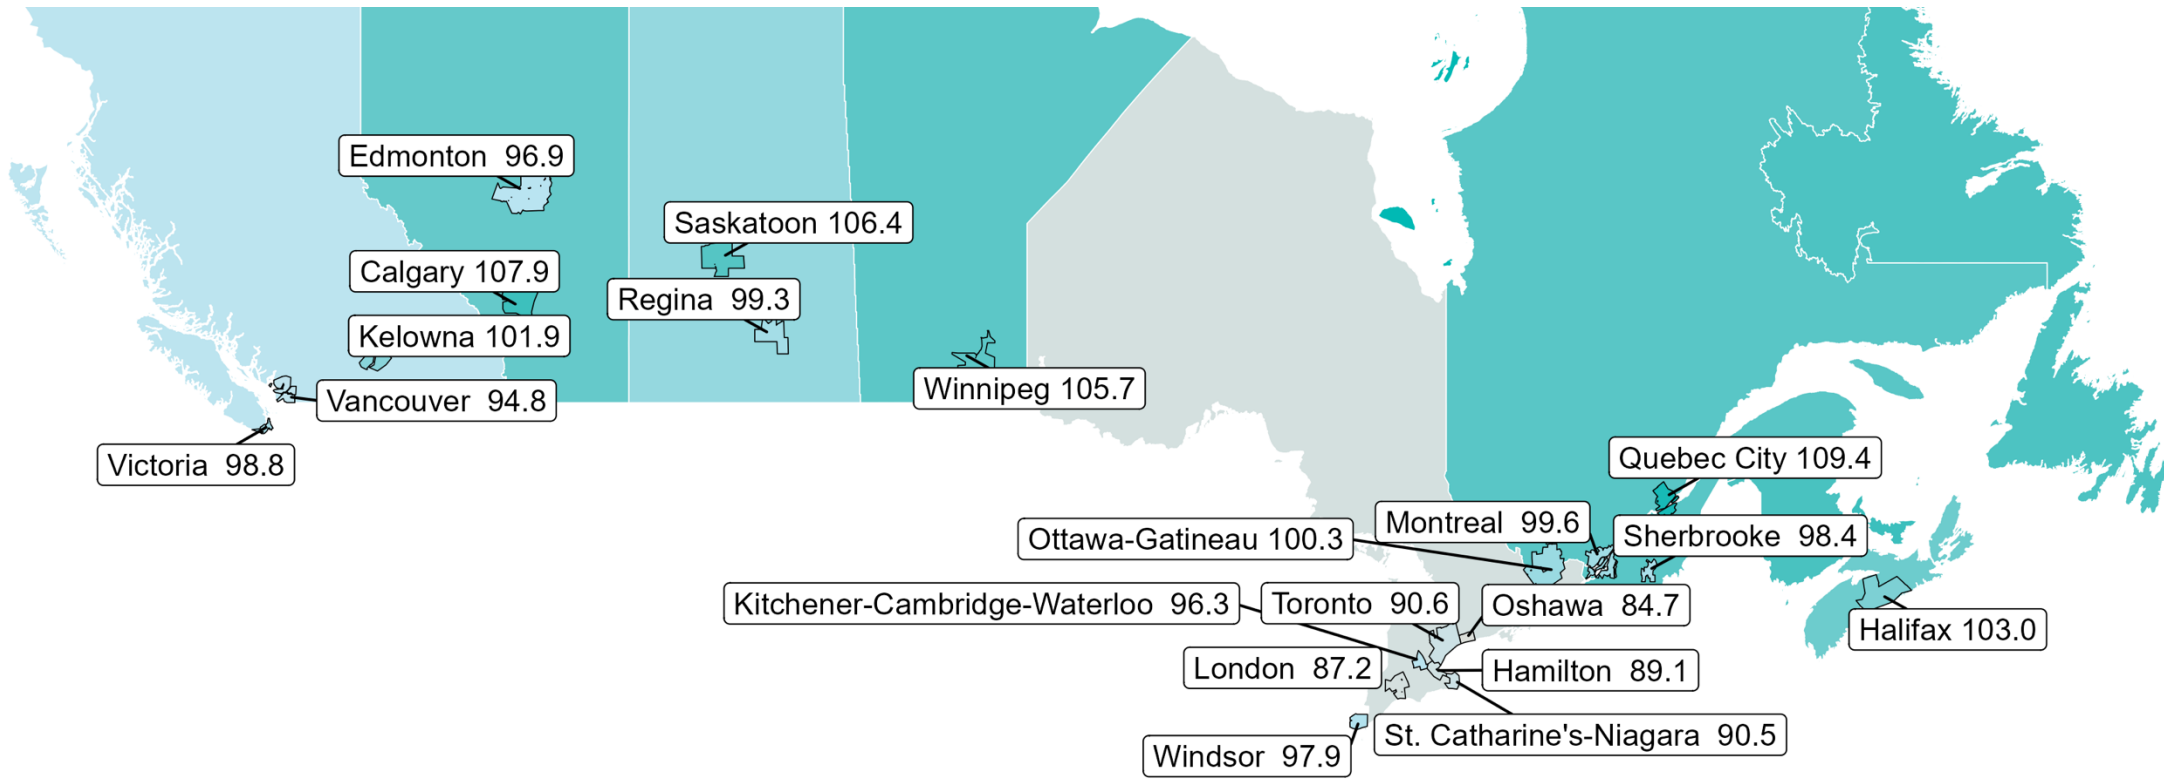 Edmonton 96.9
Saskatoon 106.4
Calgary 107.9
Regina 99.3
Kelowna 101.9
Winnipeg 105.7
Vancouver 94.8
Victoria 98.8
Quebec City 109.4
Montreal 99.6
Sherbrooke 98.4
Ottawa-Gatineau 100.3
Kitchener-Cambridge-Waterloo 96.3
Toronto 90.6
Oshawa 84.7
Halifax 103.0
London 87.2
Hamilton 89.1
St. Catharine's-Niagara 90.5
Windsor 97.9